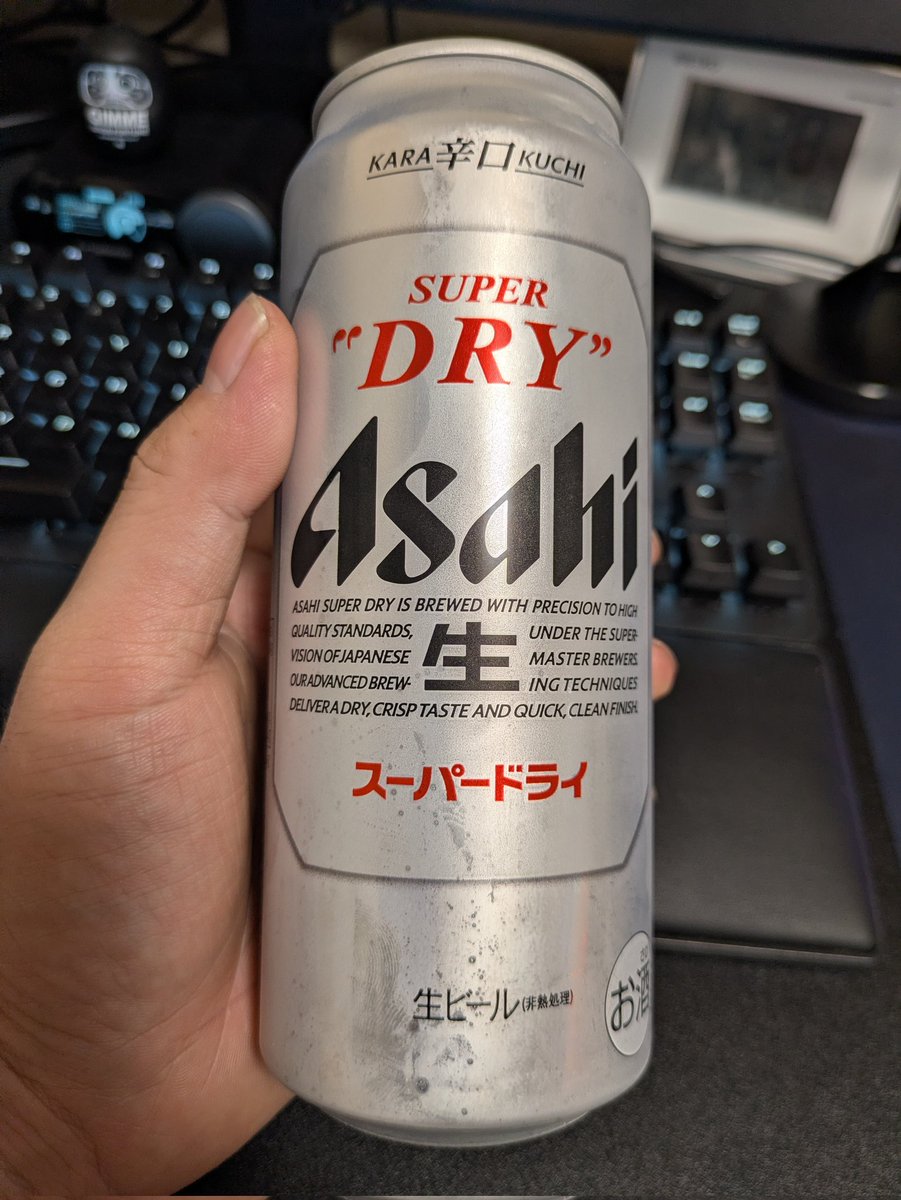 GIMME
KARA 辛口 KUCHI
SUPER
"DRY"
Asahi
ASAHI SUPER DRY IS BREWED WITH PRECISION TO HIGH
QUALITY STANDARDS, UNDER THE SUPER-
VISION OF JAPANESE 生 MASTER BREWERS.
OUR ADVANCED BREW- ING TECHNIQUES
DELIVER A DRY, CRISP TASTE AND QUICK, CLEAN FINISH.
スーパードライ
生ビール(非熱処理)
お酒